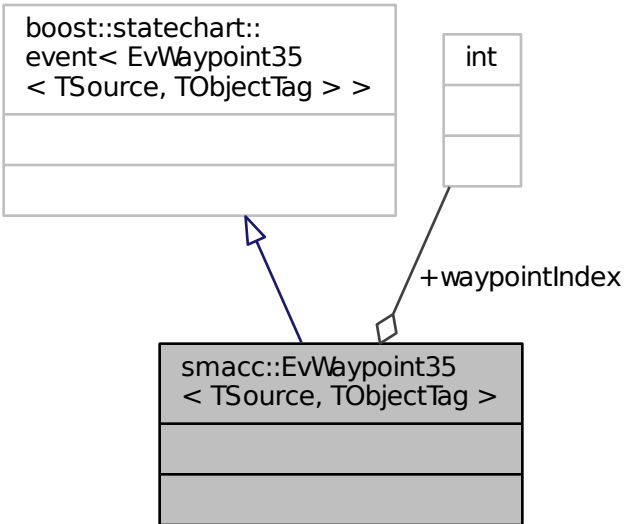 boost::statechart::
event< EvWaypoint35
< TSource, TObjectTag > >
int
+waypointIndex
smacc::EvWaypoint35
< TSource, TObjectTag >